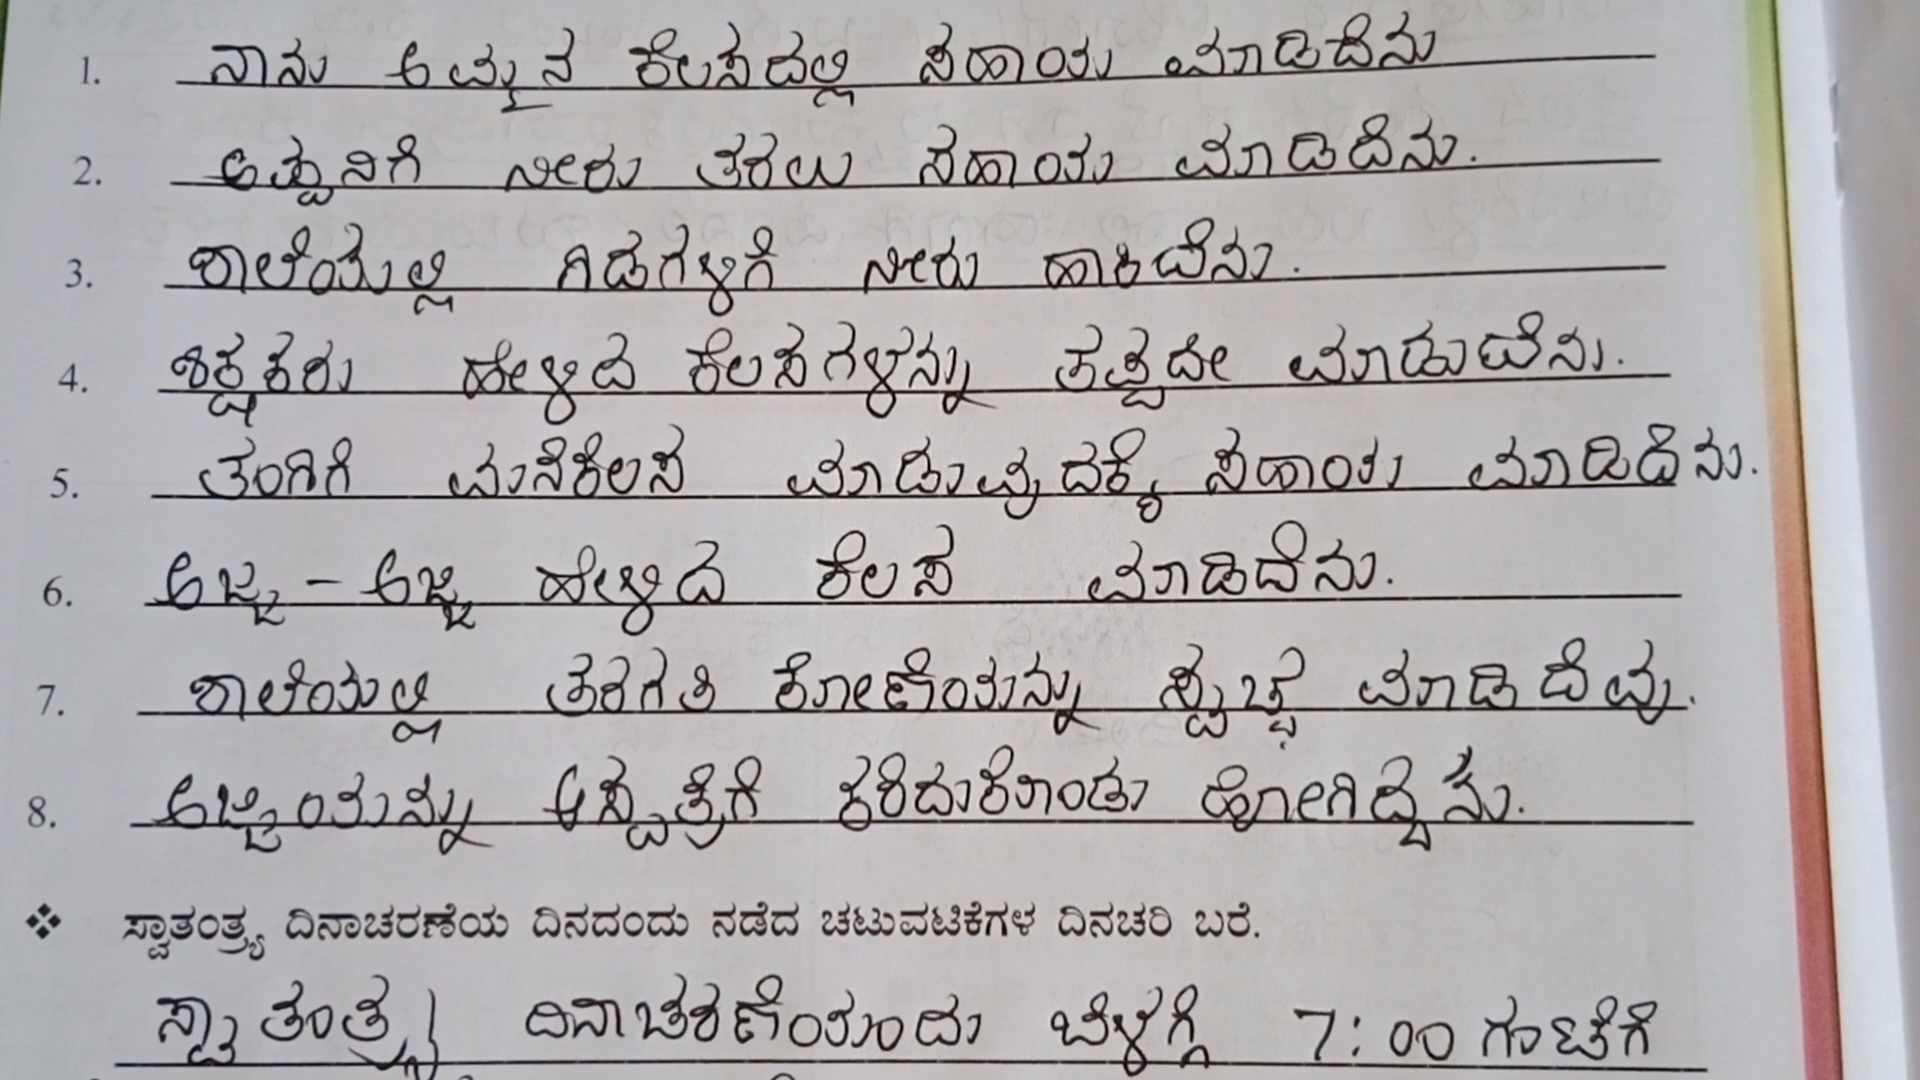 1. ನಾನು ಅಮ್ಮನ ಕೆಲಸದಲ್ಲಿ ಸಹಾಯ ಮಾಡಿದೆನು
2. ಅಪ್ಪನಿಗೆ ನೀರು ತರಲು ಸಹಾಯ ಮಾಡಿದೆನು.
3. ಶಾಲೆಯಲ್ಲಿ ಗಿಡಗಳಿಗೆ ನೀರು ಹಾಕಿದೆನು.
4. ಶಿಕ್ಷಕರು ಹೇಳಿದ ಕೆಲಸಗಳನ್ನು ತಪ್ಪದೇ ಮಾಡುವೆನು.
5. ತಂಗಿಗೆ ಮನೆಕೆಲಸ ಮಾಡುವುದಕ್ಕೆ ಸಹಾಯ ಮಾಡಿದೆನು.
6. ಅಜ್ಜ - ಅಜ್ಜಿ ಹೇಳಿದ ಕೆಲಸ ಮಾಡಿದೆನು.
7. ಶಾಲೆಯಲ್ಲಿ ತರಗತಿ ಕೋಣೆಯನ್ನು ಸ್ವಚ್ಛ ಮಾಡಿದೆವು.
8. ಅಜ್ಜಿಯನ್ನು ಆಸ್ಪತ್ರೆಗೆ ಕರೆದುಕೊಂಡು ಹೋಗಿದ್ದೆನು.
❖ ಸ್ವಾತಂತ್ರ್ಯ ದಿನಾಚರಣೆಯ ದಿನದಂದು ನಡೆದ ಚಟುವಟಿಕೆಗಳ ದಿನಚರಿ ಬರೆ.
ಸ್ವಾತಂತ್ರ್ಯ ದಿನಾಚರಣೆಯಂದು ಬೆಳಗ್ಗೆ 7:00 ಗಂಟೆಗೆ